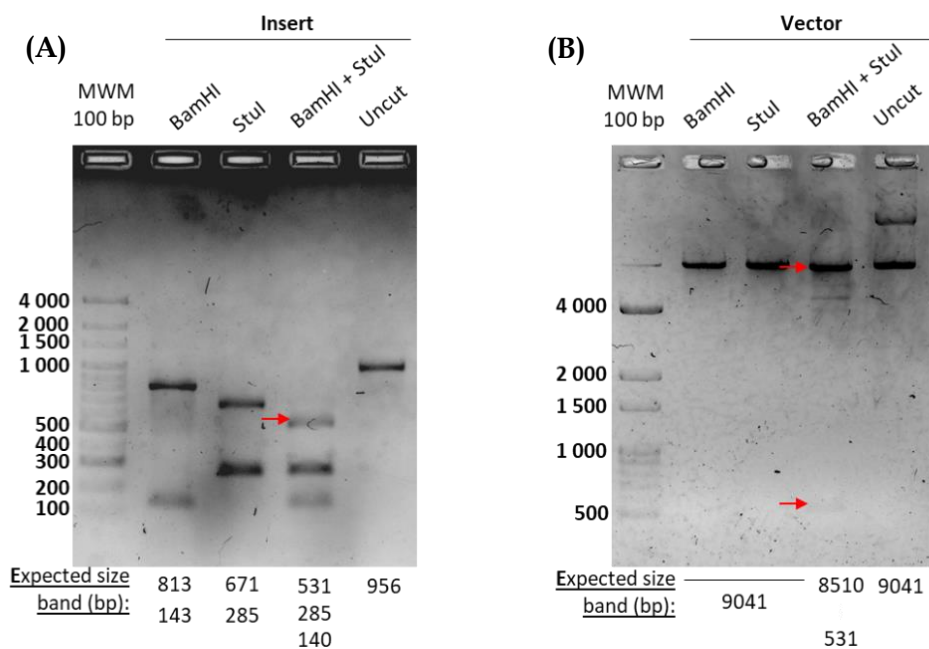 (A)
Insert
MWM
100 bp
BamHI
StuI
BamHI + StuI
Uncut
4 000
2 000
1 500
1 000
500
400
300
200
100
Expected size
band (bp):
813
143
671
285
531
285
140
956
(B)
Vector
MWM
100 bp
BamHI
StuI
BamHI + StuI
Uncut
4 000
2 000
1 500
1 000
500
Expected size
band (bp):
9041
8510
531
9041